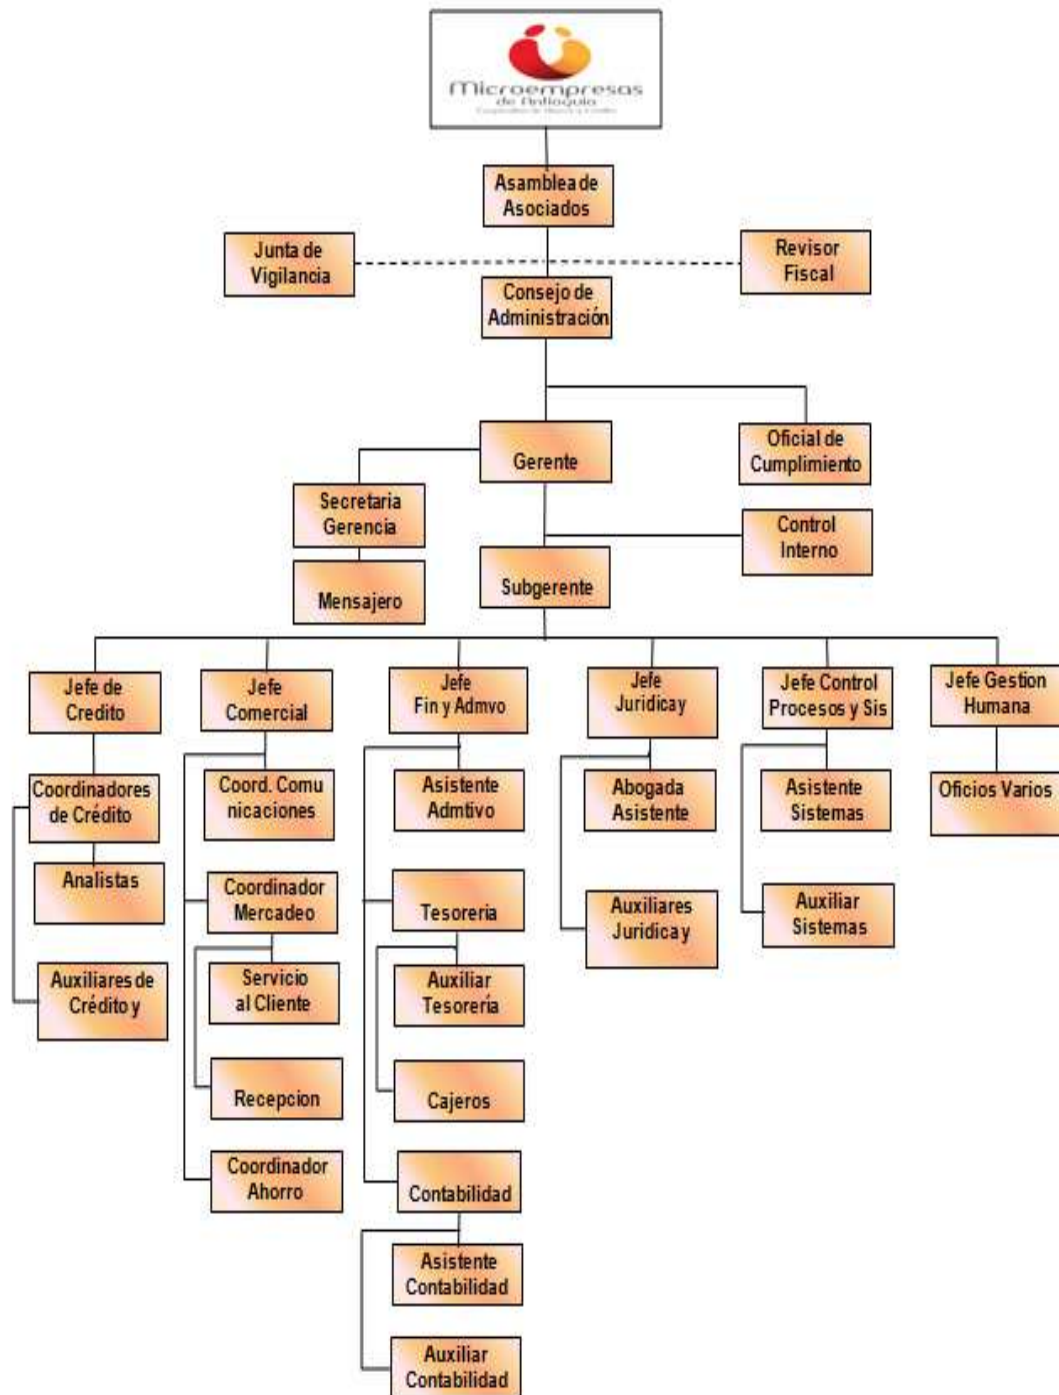 Microempresas
de Antioquia
Cooperativa de Ahorro y Crédito
Asamblea de
Asociados
Junta de
Vigilancia
Revisor
Fiscal
Consejo de
Administración
Gerente
Oficial de
Cumplimiento
Secretaria
Gerencia
Control
Interno
Mensajero
Subgerente
Jefe de
Credito
Jefe
Comercial
Jefe
Fin y Admvo
Jefe
Juridica y
Jefe Control
Procesos y Sis
Jefe Gestion
Humana
Coordinadores
de Crédito
Coord. Comu
nicaciones
Asistente
Admtivo
Abogada
Asistente
Asistente
Sistemas
Oficios Varios
Analistas
Coordinador
Mercadeo
Tesoreria
Auxiliares
Juridica y
Auxiliar
Sistemas
Auxiliares de
Crédito y
Servicio
al Cliente
Auxiliar
Tesorería
Recepcion
Cajeros
Coordinador
Ahorro
Contabilidad
Asistente
Contabilidad
Auxiliar
Contabilidad